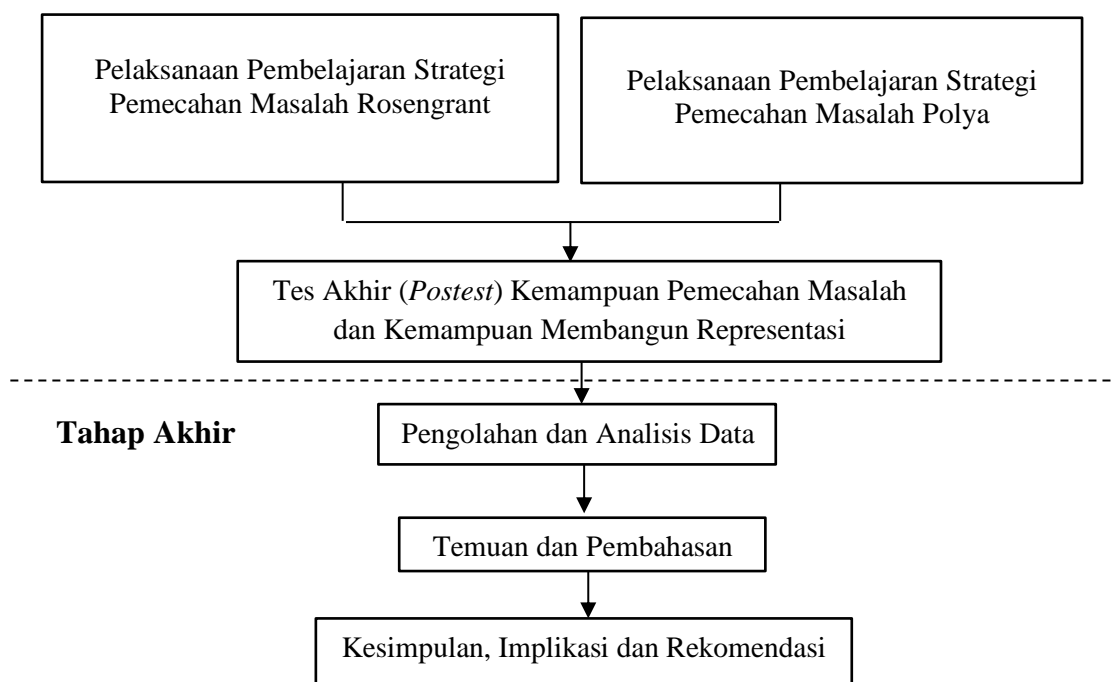 Pelaksanaan Pembelajaran Strategi
Pemecahan Masalah Rosengrant
Pelaksanaan Pembelajaran Strategi
Pemecahan Masalah Polya
Tes Akhir (Postest) Kemampuan Pemecahan Masalah
dan Kemampuan Membangun Representasi
Tahap Akhir
Pengolahan dan Analisis Data
Temuan dan Pembahasan
Kesimpulan, Implikasi dan Rekomendasi